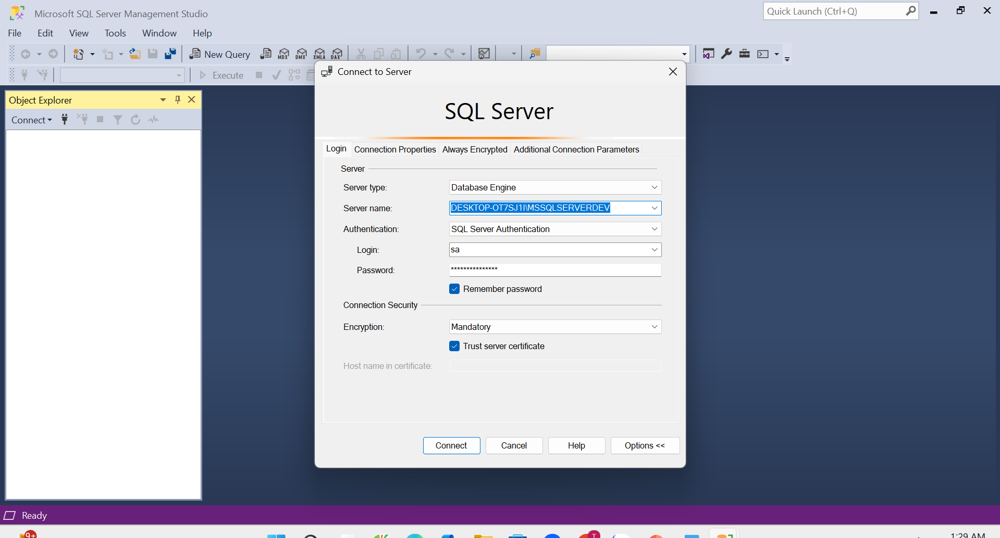 Microsoft SQL Server Management Studio
Quick Launch (Ctrl+Q)
File Edit View Tools Window Help
New Query MDX DMX XMLA DAX
Execute
Connect to Server
Object Explorer
Connect
SQL Server
Login Connection Properties Always Encrypted Additional Connection Parameters
Server
Server type: Database Engine
Server name: DESKTOP-OT7SJ1I\MSSQLSERVERDEV
Authentication: SQL Server Authentication
Login: sa
Password: ***************
Remember password
Connection Security
Encryption: Mandatory
Trust server certificate
Host name in certificate:
Connect Cancel Help Options <<
Ready
9+
1:29 AM